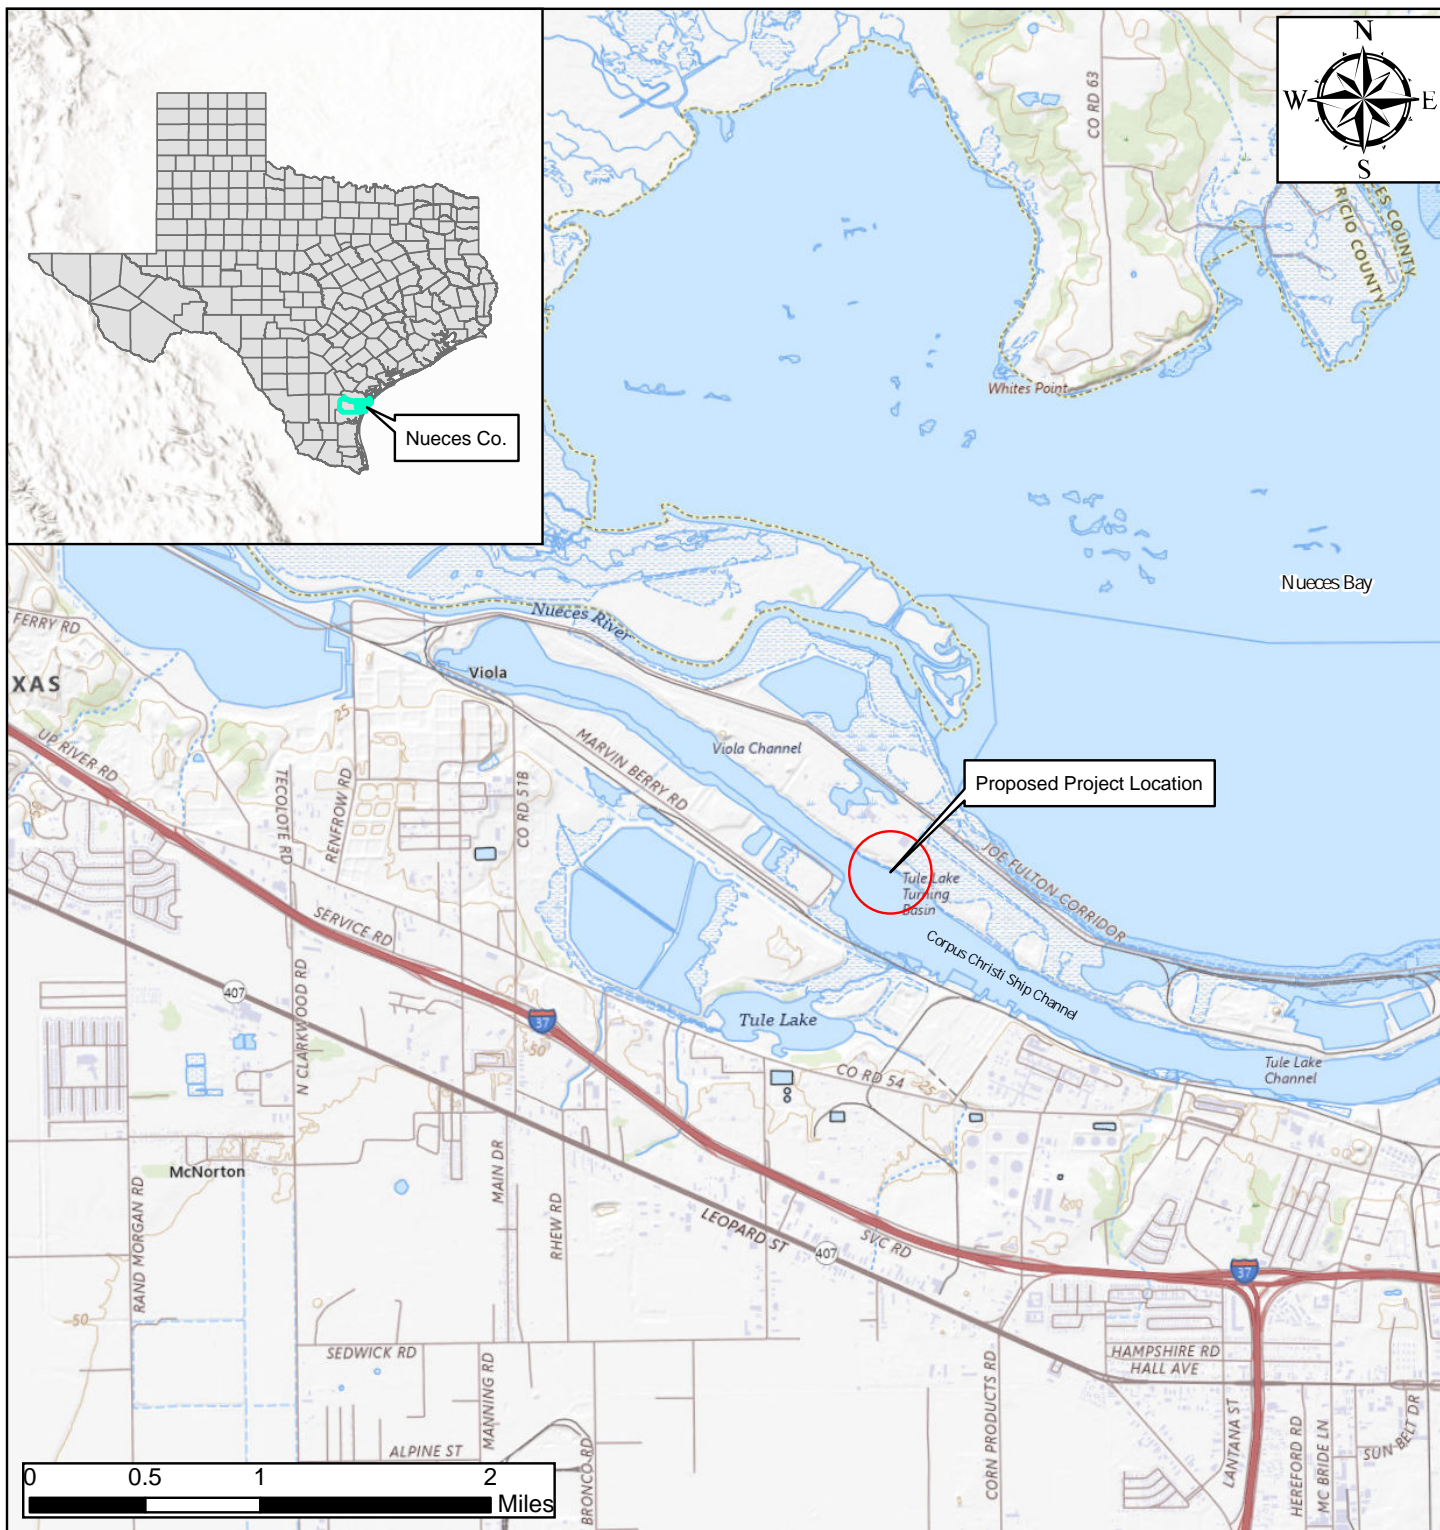 N
W
E
S
CO RD 63
ES COUNTY
RICIO COUNTY
Nueces Co.
Whites Point
Nueces Bay
Nueces River
FERRY RD
XAS
Viola
25
UP RIVER RD
Viola Channel
MARVIN BERRY RD
Proposed Project Location
TECOLOTE RD
RENFROW RD
CO RD 51B
50
JOE FULTON CORRIDOR
Tule Lake
Turning
Basin
SERVICE RD
Corpus Christi Ship Channel
N CLARKWOOD RD
407
37
50
Tule Lake
CO RD 54
25
Tule Lake
Channel
McNorton
RAND MORGAN RD
MAIN DR
RHEW RD
LEOPARD ST
SVC RD
407
37
50
SEDWICK RD
HAMPSHIRE RD
HALL AVE
MANNING RD
CORN PRODUCTS RD
LANTANA ST
HEREFORD RD
MC BRIDE LN
SUN BELT DR
ALPINE ST
BRONCO RD
0 0.5 1 2
Miles